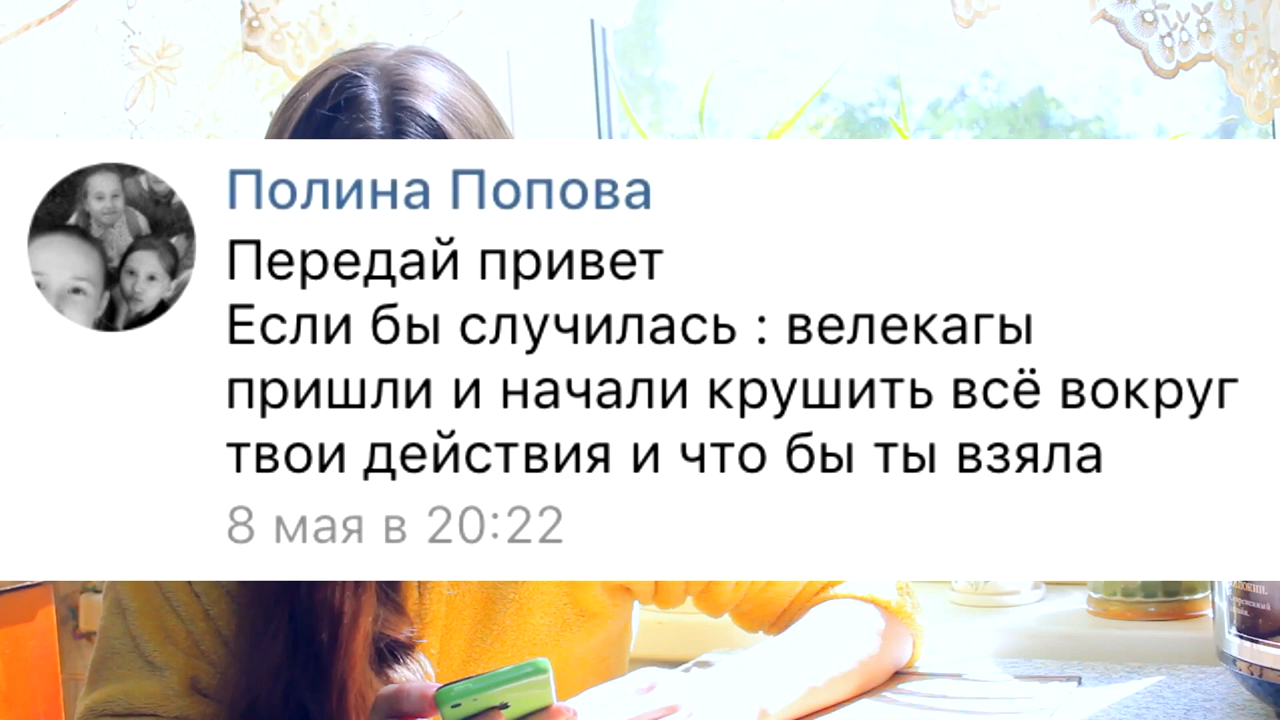 Полина Попова
Передай привет
Если бы случилась : велекагы
пришли и начали крушить всё вокруг
твои действия и что бы ты взяла
8 мая в 20:22